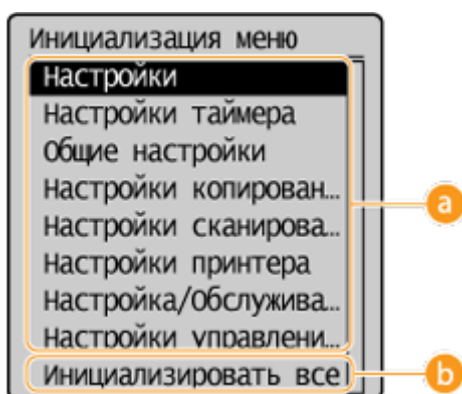 Инициализация меню
Настройки
Настройки таймера
Общие настройки
Настройки копирован...
a
Настройки сканирова...
Настройки принтера
Настройка/Обслужива...
Настройки управлени...
Инициализировать все
b